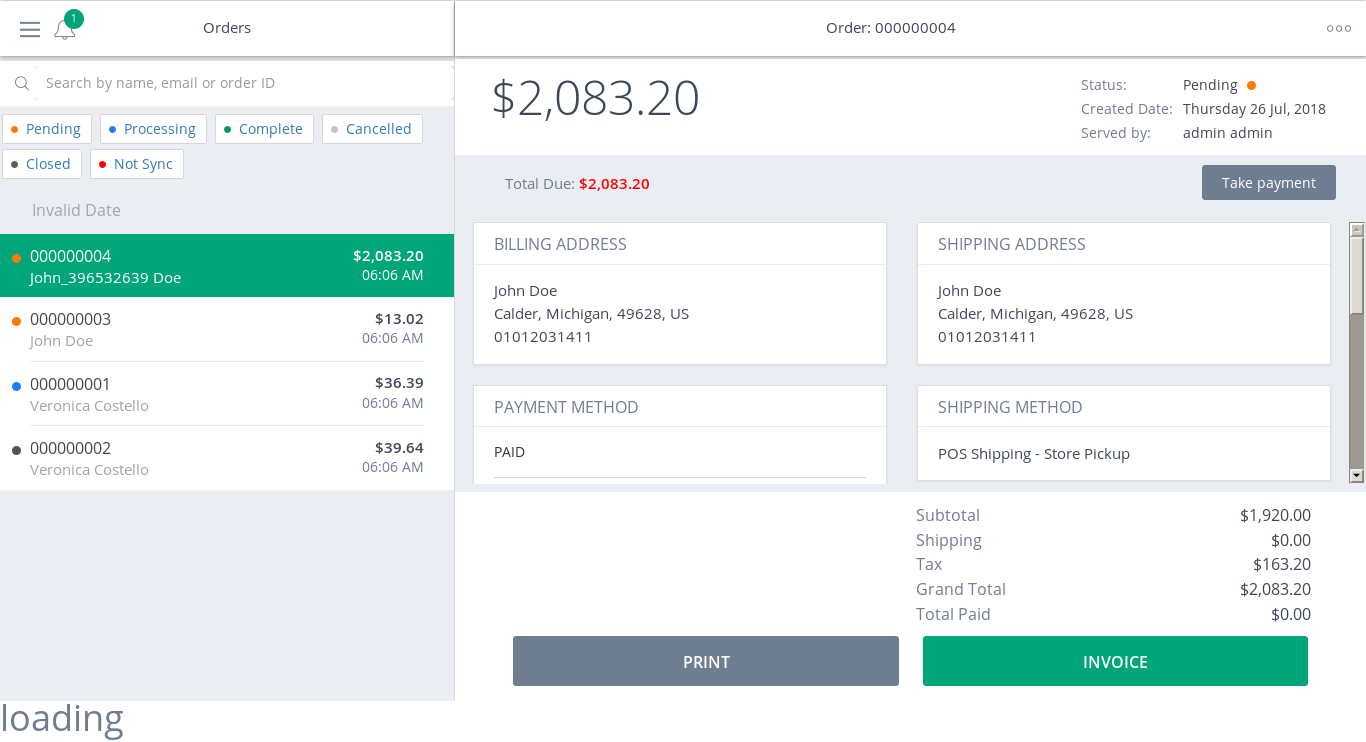 1
Orders
Order: 000000004
Search by name, email or order ID
Pending
Processing
Complete
Cancelled
Closed
Not Sync
Invalid Date
000000004 $2,083.20
John_396532639 Doe 06:06 AM
000000003 $13.02
John Doe 06:06 AM
000000001 $36.39
Veronica Costello 06:06 AM
000000002 $39.64
Veronica Costello 06:06 AM
$2,083.20
Status: Pending
Created Date: Thursday 26 Jul, 2018
Served by: admin admin
Total Due: $2,083.20
Take payment
BILLING ADDRESS
John Doe
Calder, Michigan, 49628, US
01012031411
SHIPPING ADDRESS
John Doe
Calder, Michigan, 49628, US
01012031411
PAYMENT METHOD
PAID
SHIPPING METHOD
POS Shipping - Store Pickup
Subtotal $1,920.00
Shipping $0.00
Tax $163.20
Grand Total $2,083.20
Total Paid $0.00
PRINT
INVOICE
loading